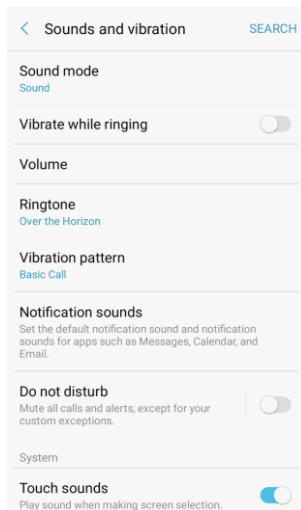 Sounds and vibration SEARCH
Sound mode
Sound
Vibrate while ringing
Volume
Ringtone
Over the Horizon
Vibration pattern
Basic Call
Notification sounds
Set the default notification sound and notification
sounds for apps such as Messages, Calendar, and
Email.
Do not disturb
Mute all calls and alerts, except for your
custom exceptions.
System
Touch sounds
Play sound when making screen selection.